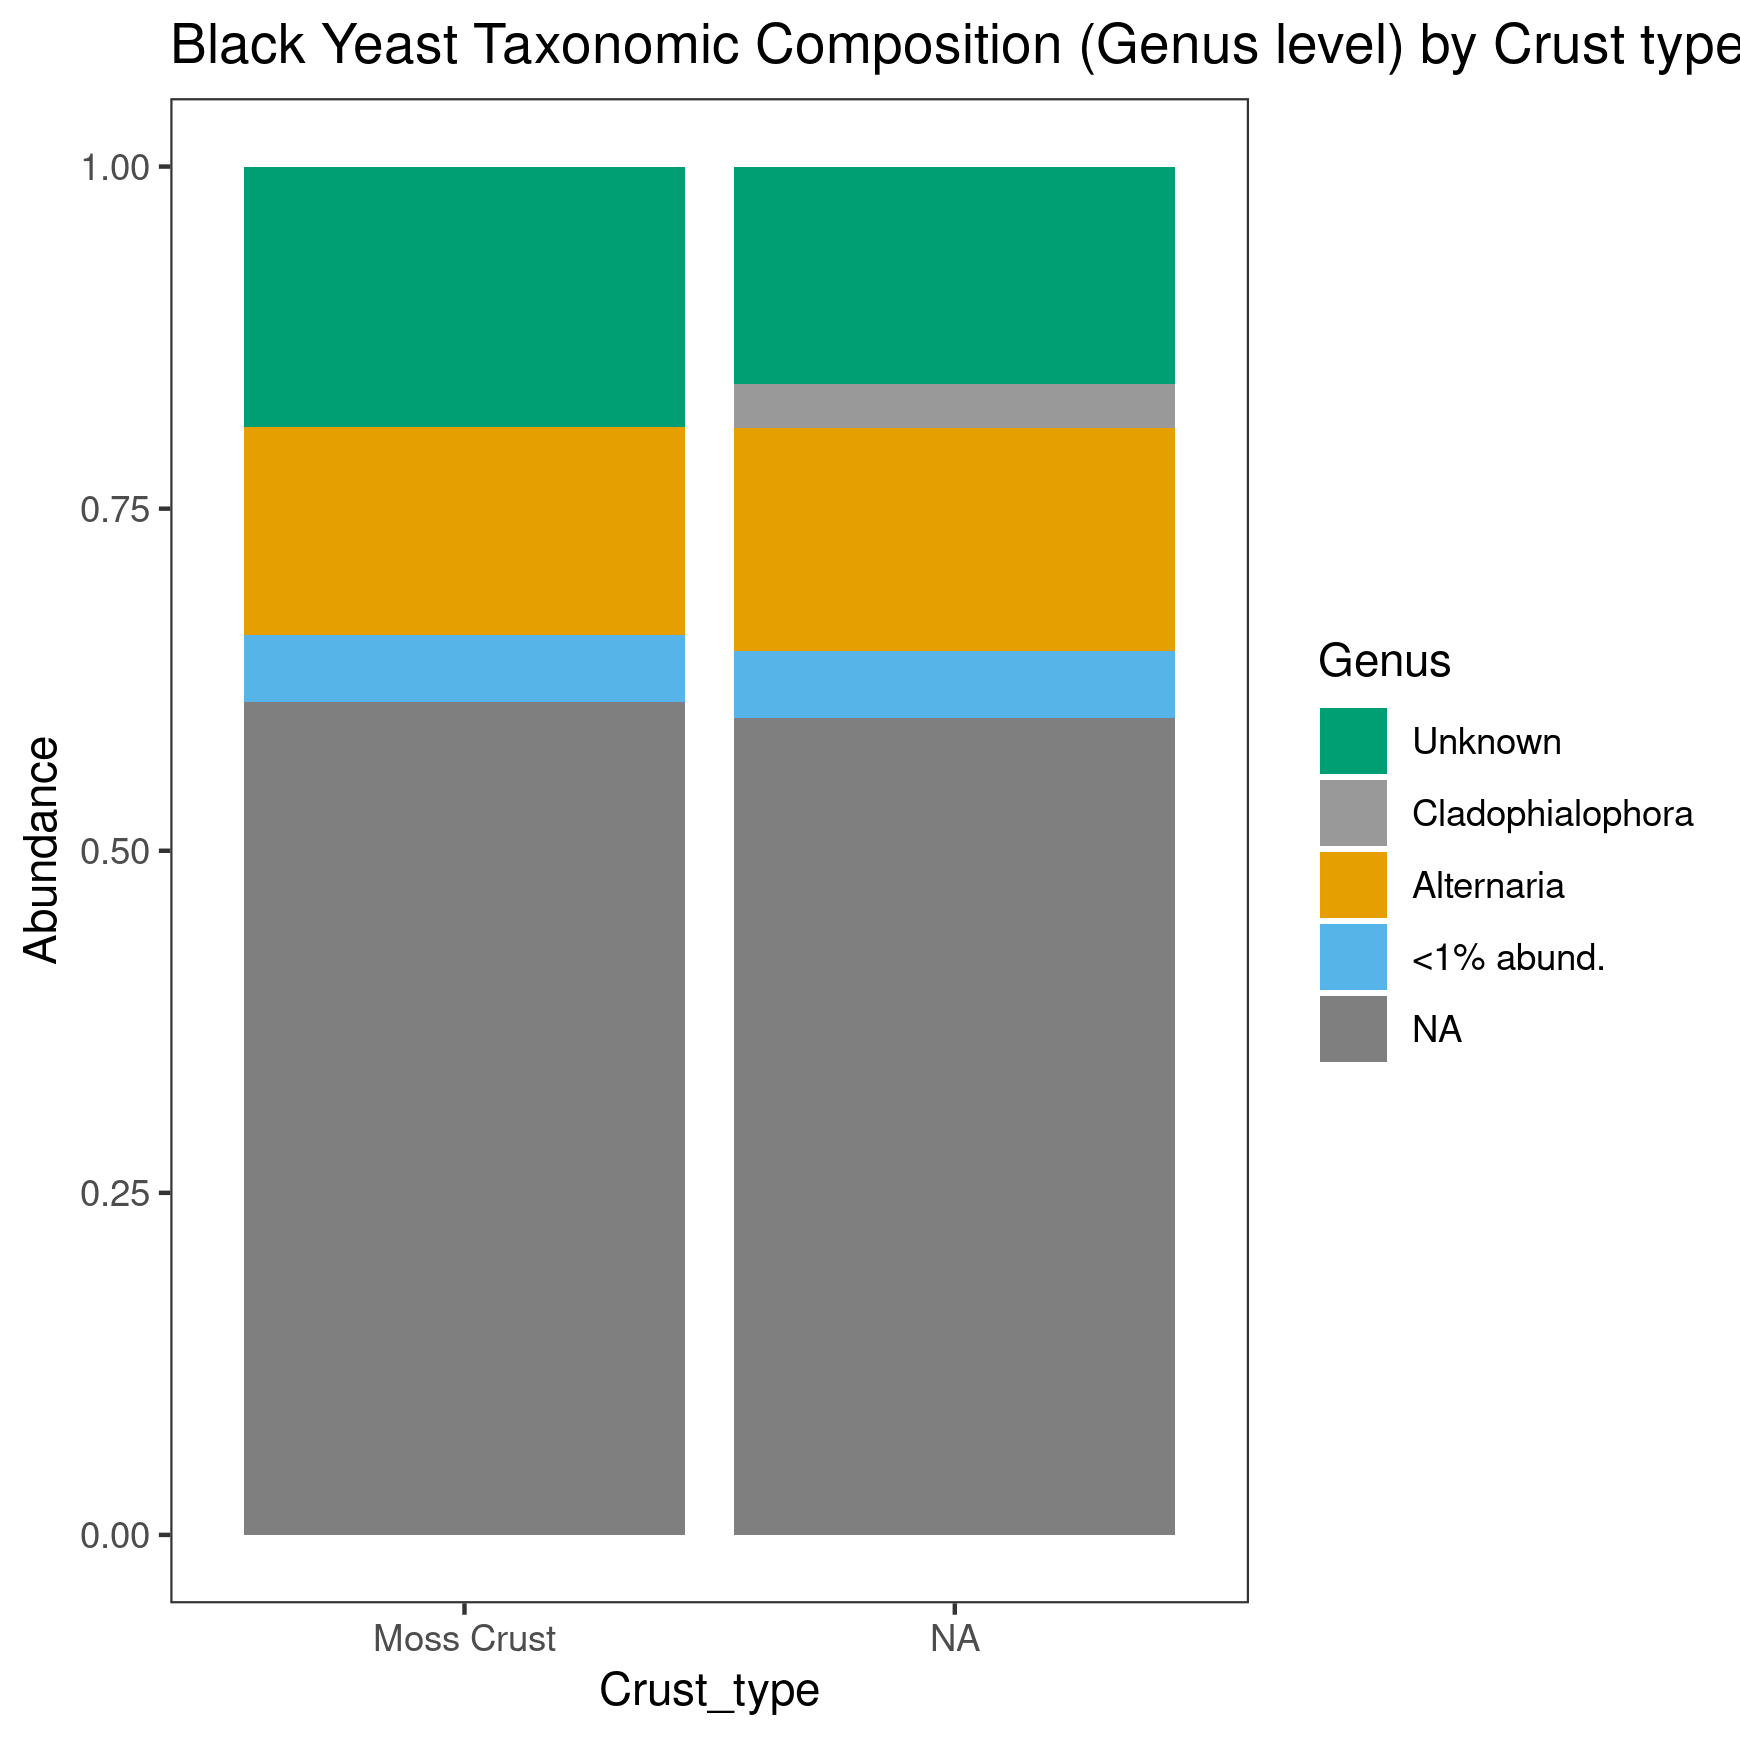 Black Yeast Taxonomic Composition (Genus level) by Crust type
1.00
0.75
0.50
0.25
0.00
Abundance
Moss Crust
NA
Crust_type
Genus
Unknown
Cladophialophora
Alternaria
<1% abund.
NA